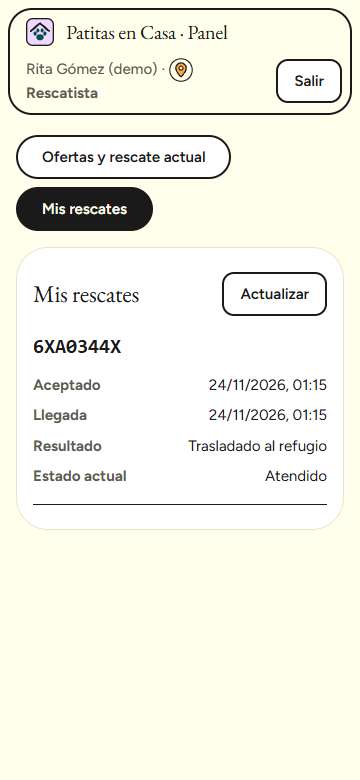 Patitas en Casa · Panel
Rita Gómez (demo) ·
Rescatista
Salir
Ofertas y rescate actual
Mis rescates
Mis rescates
Actualizar
6XA0344X
Aceptado 24/11/2026, 01:15
Llegada 24/11/2026, 01:15
Resultado Trasladado al refugio
Estado actual Atendido